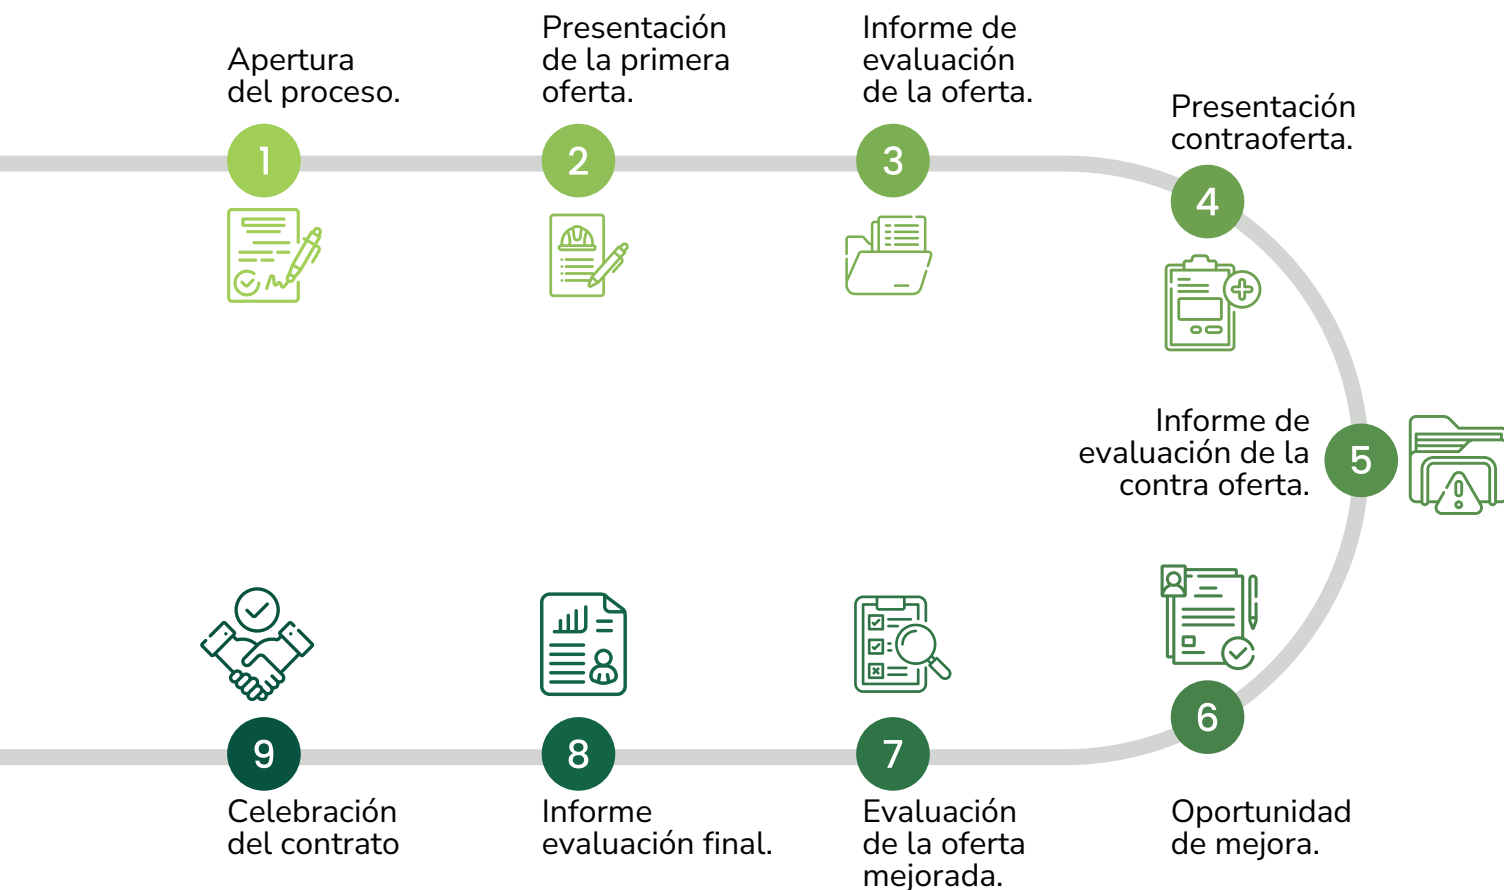 Apertura
del proceso.
1
Presentación
de la primera
oferta.
2
Informe de
evaluación
de la oferta.
3
Presentación
contraoferta.
4
Informe de
evaluación de la
contra oferta.
5
6
Oportunidad
de mejora.
7
Evaluación
de la oferta
mejorada.
8
Informe
evaluación final.
9
Celebración
del contrato